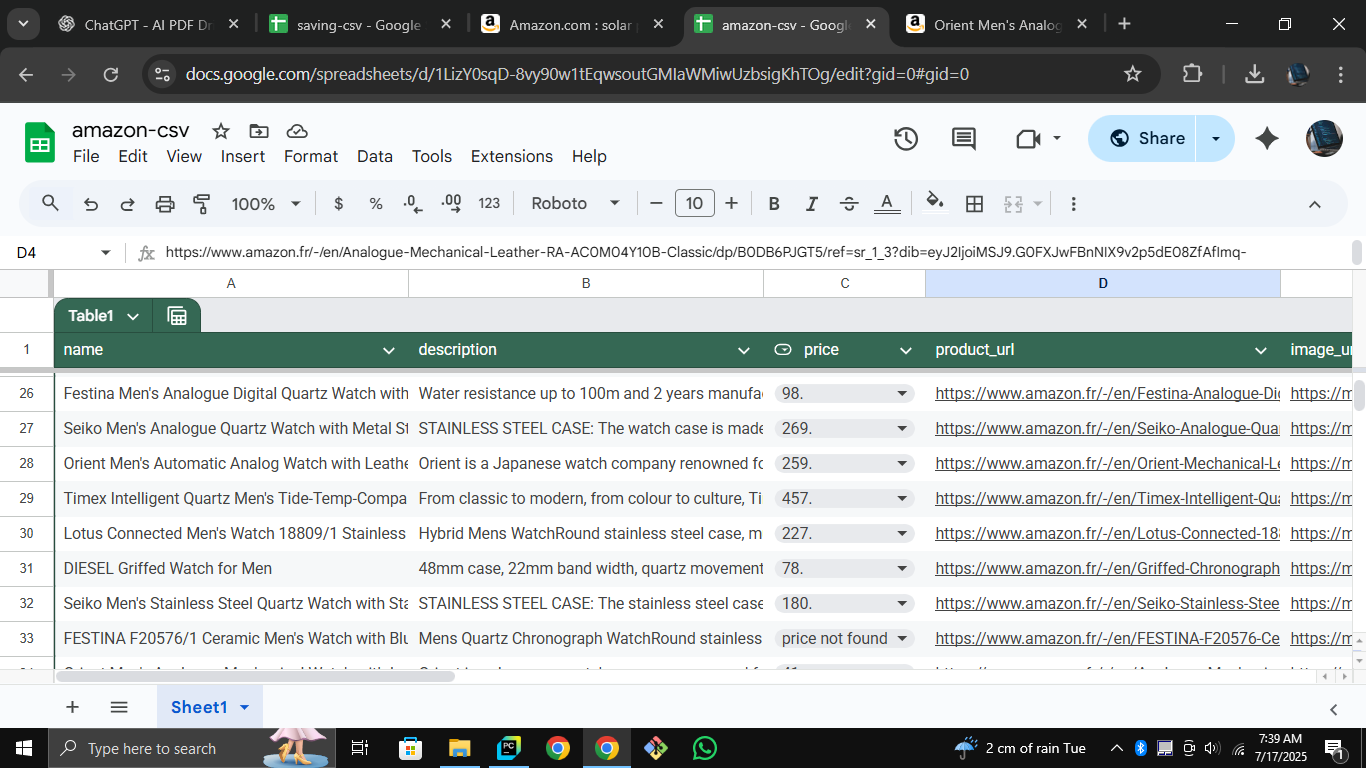 ChatGPT - AI PDF Dr
saving-csv - Google
Amazon.com : solar p
amazon-csv - Google
Orient Men's Analog
docs.google.com/spreadsheets/d/1LizY0sqD-8vy90w1tEqwsoutGMIaWMiwUzbsigKhTOg/edit?gid=0#gid=0
amazon-csv
File Edit View Insert Format Data Tools Extensions Help
Share
100% $ % .0 .00 123 Roboto 10 B I S A
D4 fx https://www.amazon.fr/-/en/Analogue-Mechanical-Leather-RA-AC0M04Y10B-Classic/dp/B0DB6PJGT5/ref=sr_1_3?dib=eyJ2IjoiMSJ9.G0FXJwFBnNIX9v2p5dE08ZfAfImq-
A B C D
Table1
1 name description price product_url image_u
26 Festina Men's Analogue Digital Quartz Watch with Water resistance up to 100m and 2 years manufa 98. https://www.amazon.fr/-/en/Festina-Analogue-Di https://m
27 Seiko Men's Analogue Quartz Watch with Metal St STAINLESS STEEL CASE: The watch case is made 269. https://www.amazon.fr/-/en/Seiko-Analogue-Qua https://m
28 Orient Men's Automatic Analog Watch with Leathe Orient is a Japanese watch company renowned fo 259. https://www.amazon.fr/-/en/Orient-Mechanical-Le https://m
29 Timex Intelligent Quartz Men's Tide-Temp-Compa From classic to modern, from colour to culture, Ti 457. https://www.amazon.fr/-/en/Timex-Intelligent-Qua https://m
30 Lotus Connected Men's Watch 18809/1 Stainless Hybrid Mens WatchRound stainless steel case, m 227. https://www.amazon.fr/-/en/Lotus-Connected-188 https://m
31 DIESEL Griffed Watch for Men 48mm case, 22mm band width, quartz movement 78. https://www.amazon.fr/-/en/Griffed-Chronograph https://m
32 Seiko Men's Stainless Steel Quartz Watch with Sta STAINLESS STEEL CASE: The stainless steel case 180. https://www.amazon.fr/-/en/Seiko-Stainless-Stee https://m
33 FESTINA F20576/1 Ceramic Men's Watch with Blu Mens Quartz Chronograph WatchRound stainless price not found https://www.amazon.fr/-/en/FESTINA-F20576-Ce https://m
Sheet1
Type here to search
2 cm of rain Tue
7:39 AM
7/17/2025
1